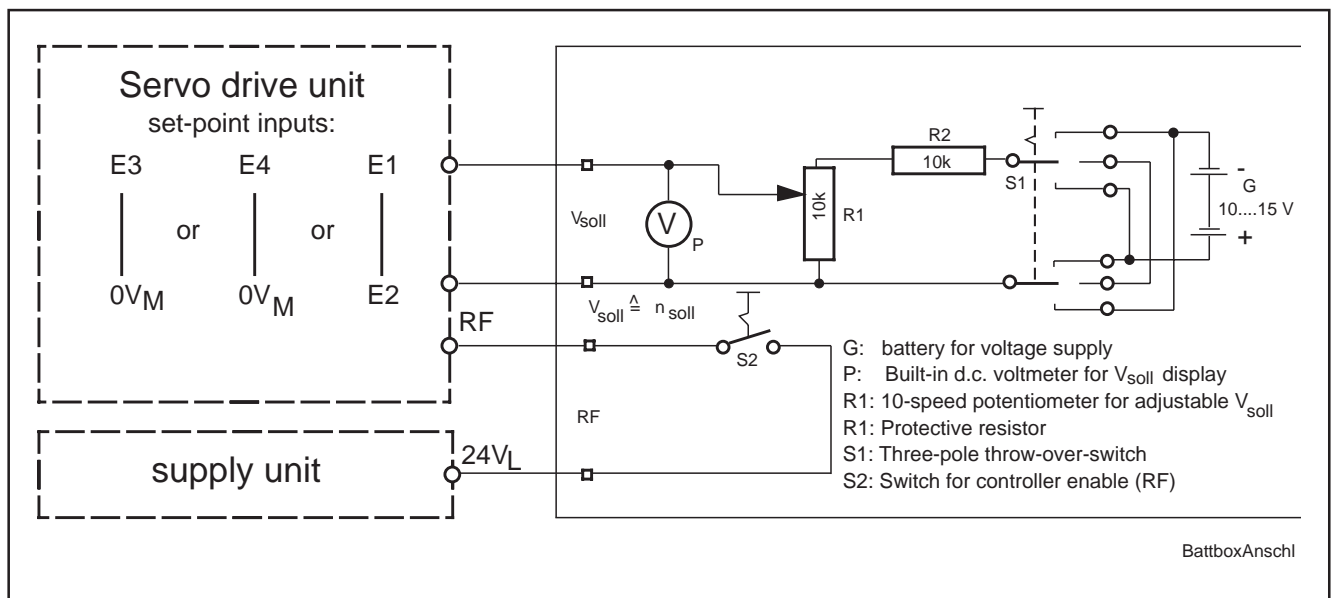 Servo drive unit
set-point inputs:
E3 E4 E1
or or
0VM 0VM E2
RF
supply unit
24VL
Vsoll
V
P
Vsoll ≙ nsoll
RF
S2
10k
R1
R2
10k
S1
-
G
10....15 V
+
G: battery for voltage supply
P: Built-in d.c. voltmeter for Vsoll display
R1: 10-speed potentiometer for adjustable Vsoll
R1: Protective resistor
S1: Three-pole throw-over-switch
S2: Switch for controller enable (RF)
BattboxAnschl